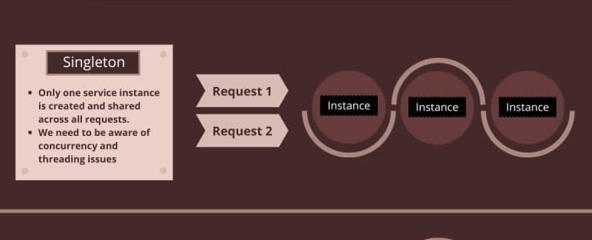 Singleton
• Only one service instance
is created and shared
across all requests.
• We need to be aware of
concurrency and
threading issues
Request 1
Request 2
Instance
Instance
Instance